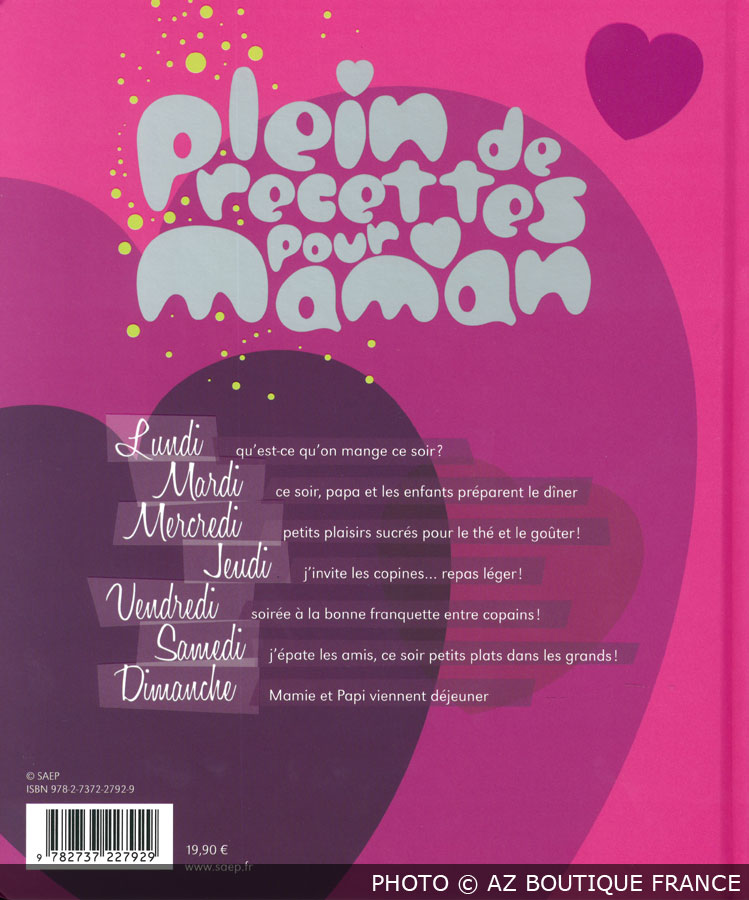 plein de
recettes
pour
maman
Lundi qu'est-ce qu'on mange ce soir?
Mardi ce soir, papa et les enfants préparent le dîner
Mercredi petits plaisirs sucrés pour le thé et le goûter!
Jeudi j'invite les copines... repas léger!
Vendredi soirée à la bonne franquette entre copains!
Samedi j'épate les amis, ce soir petits plats dans les grands!
Dimanche Mamie et Papi viennent déjeuner
© SAEP
ISBN 978-2-7372-2792-9
9 782737 227929
19,90 €
www.saep.fr
PHOTO © AZ BOUTIQUE FRANCE